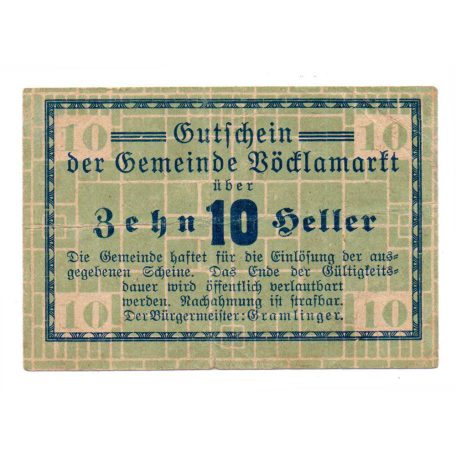 10 Gutschein 10
der Gemeinde Vöcklamarkt
über
Zehn 10 Heller
Die Gemeinde haftet für die Einlösung der aus-
gegebenen Scheine. Das Ende der Gültigkeits-
dauer wird öffentlich verlautbart
werden. Nachahmung ist strafbar.
10 Der Bürgermeister: Gramlinger. 10